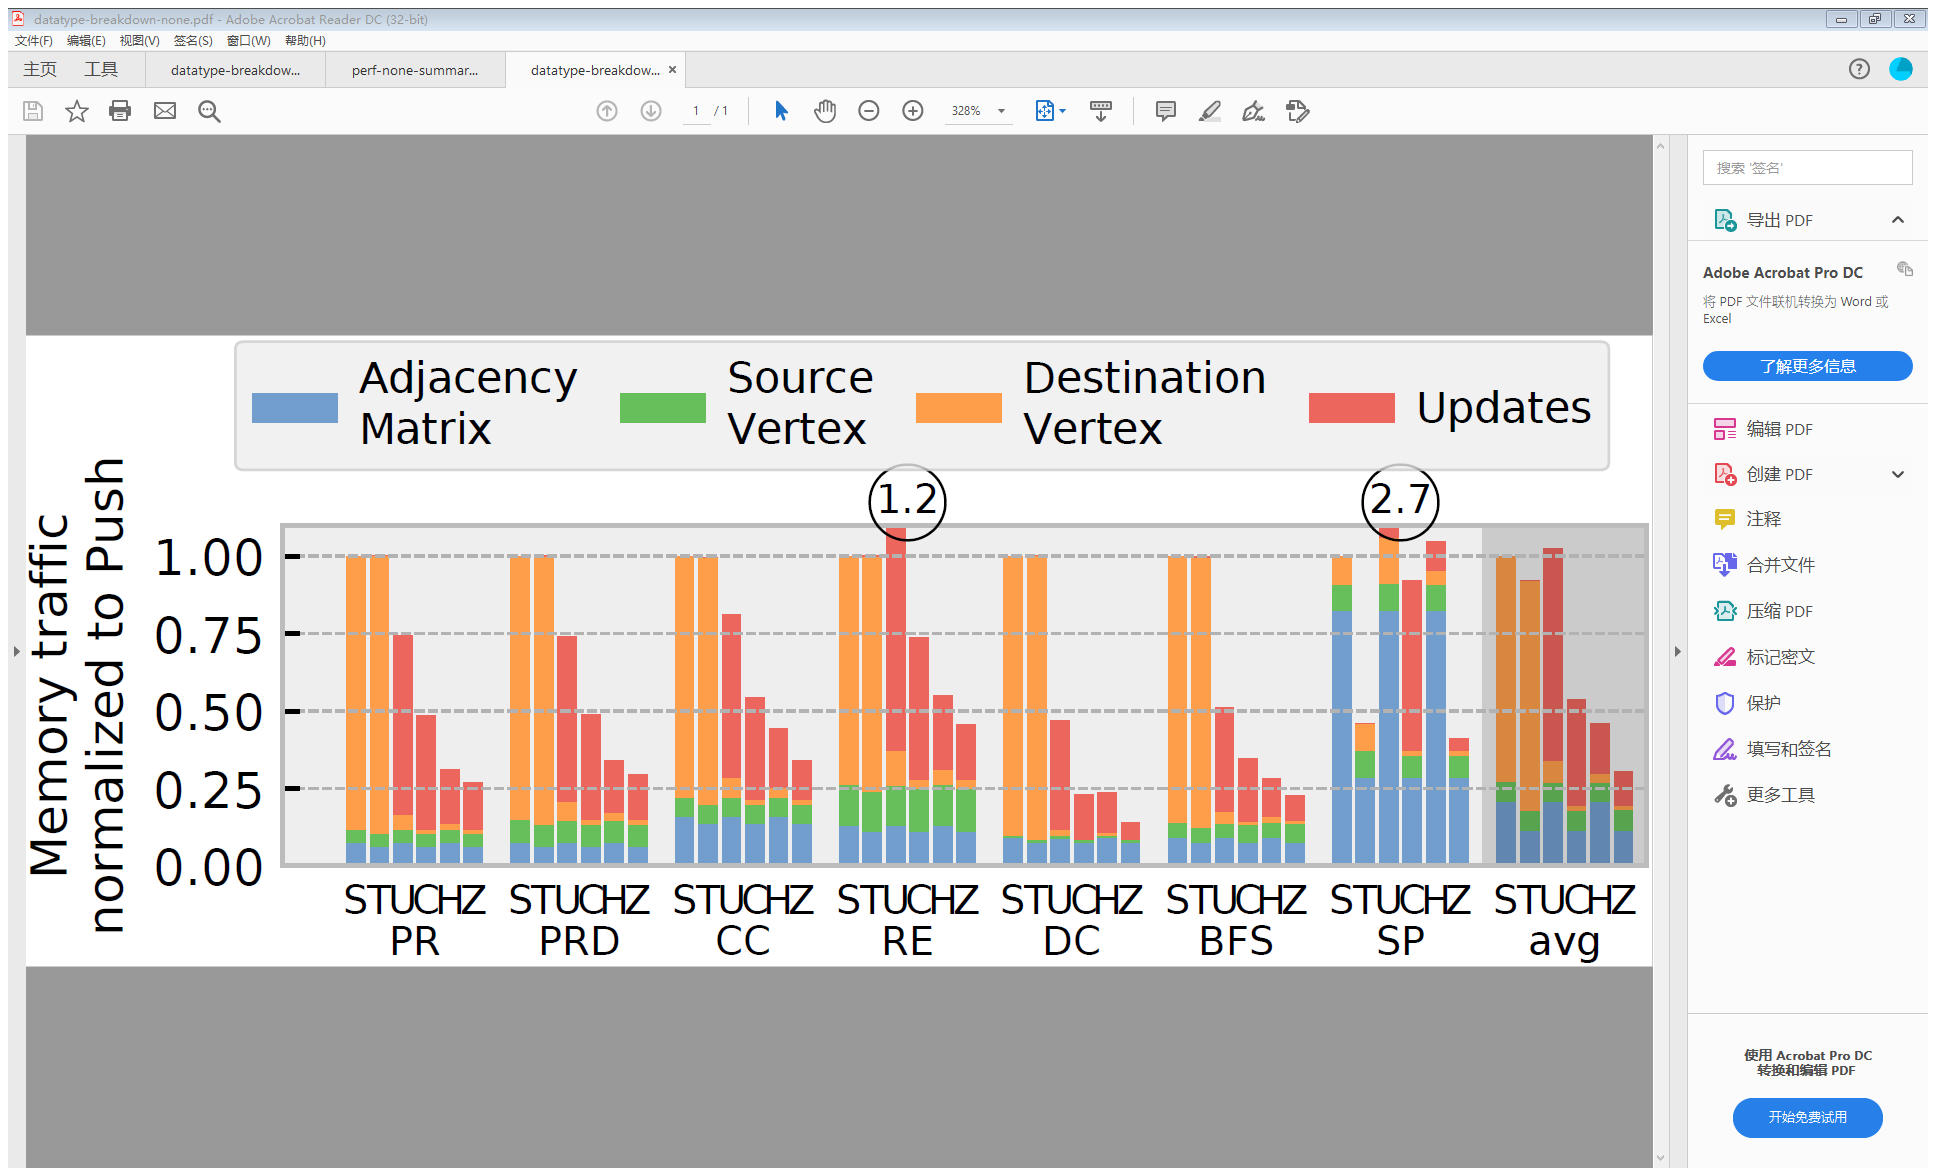 datatype-breakdown-none.pdf - Adobe Acrobat Reader DC (32-bit)
文件(F) 编辑(E) 视图(V) 签名(S) 窗口(W) 帮助(H)
主页 工具 datatype-breakdow... perf-none-summar... datatype-breakdow... ×
1 / 1 328%
搜索 '签名'
导出 PDF
Adobe Acrobat Pro DC
将 PDF 文件联机转换为 Word 或
Excel
了解更多信息
编辑 PDF
创建 PDF
注释
合并文件
压缩 PDF
标记密文
保护
填写和签名
更多工具
使用 Acrobat Pro DC
转换和编辑 PDF
开始免费试用
Adjacency
Matrix
Source
Vertex
Destination
Vertex
Updates
Memory traffic
normalized to Push
1.2
2.7
1.00
0.75
0.50
0.25
0.00
STUCHZ STUCHZ STUCHZ STUCHZ STUCHZ STUCHZ STUCHZ STUCHZ
PR PRD CC RE DC BFS SP avg